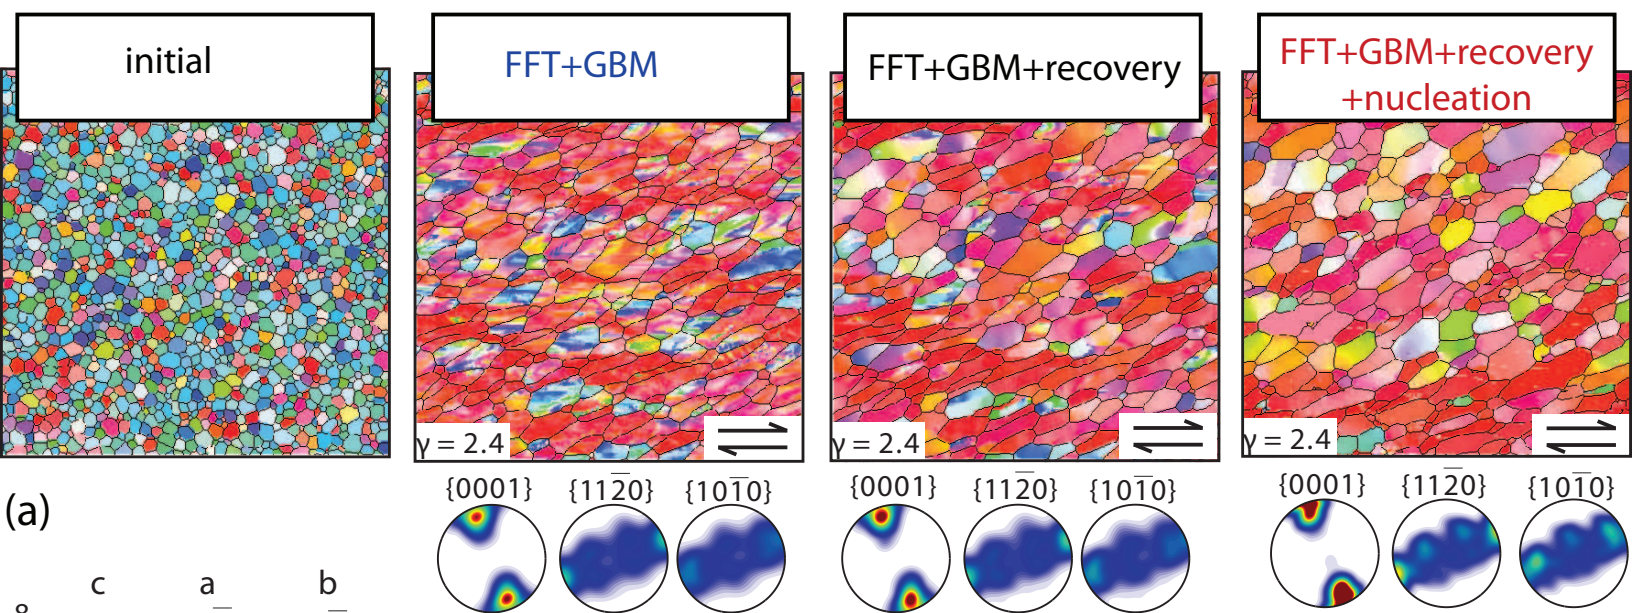 initial
FFT+GBM
FFT+GBM+recovery
FFT+GBM+recovery
+nucleation
γ = 2.4
γ = 2.4
γ = 2.4
{0001} {112̅0} {101̅0}
{0001} {112̅0} {101̅0}
{0001} {112̅0} {101̅0}
(a)
c a b
8